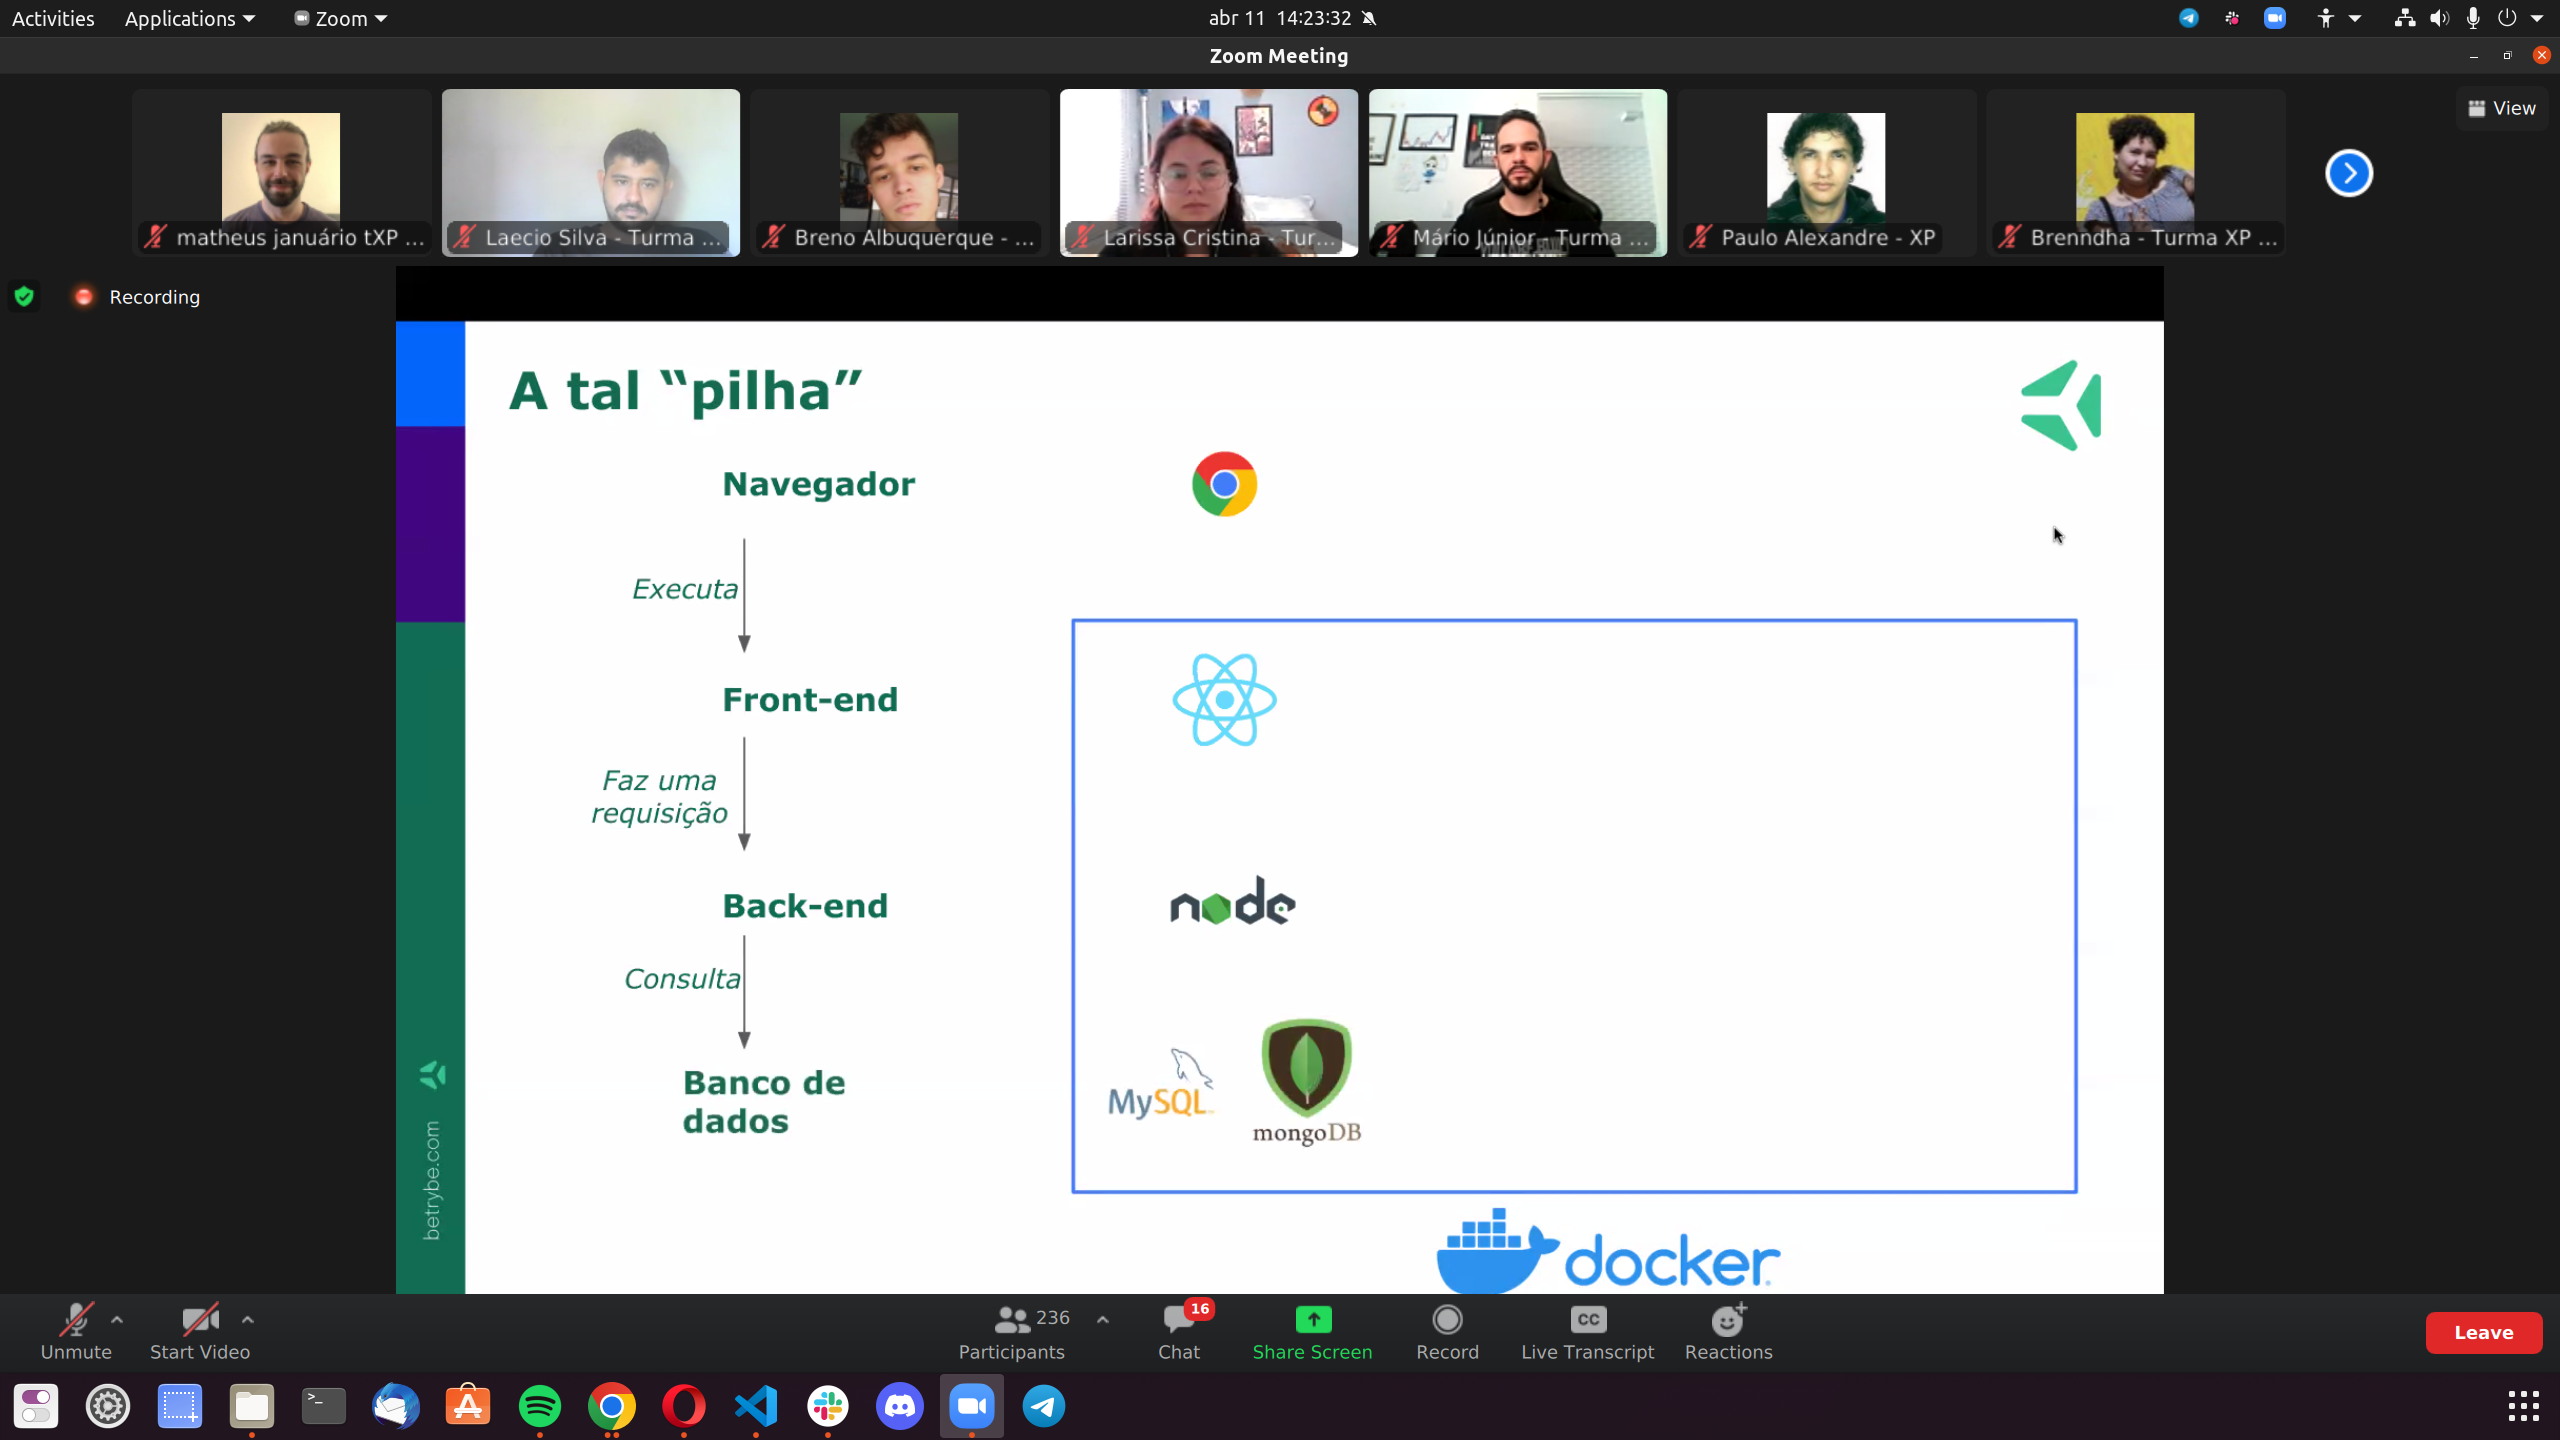 Activities
Applications
Zoom
abr 11 14:23:32
Zoom Meeting
matheus januário tXP ...
Laecio Silva - Turma ...
Breno Albuquerque - ...
Larissa Cristina - Tur...
Mário Júnior - Turma ...
Paulo Alexandre - XP
Brenndha - Turma XP ...
View
Recording
A tal “pilha”
Navegador
Executa
Front-end
Faz uma
requisição
Back-end
node
Consulta
Banco de
dados
MySQL
mongoDB
docker
betrybe.com
Unmute
Start Video
236
Participants
16
Chat
Share Screen
Record
CC
Live Transcript
Reactions
Leave